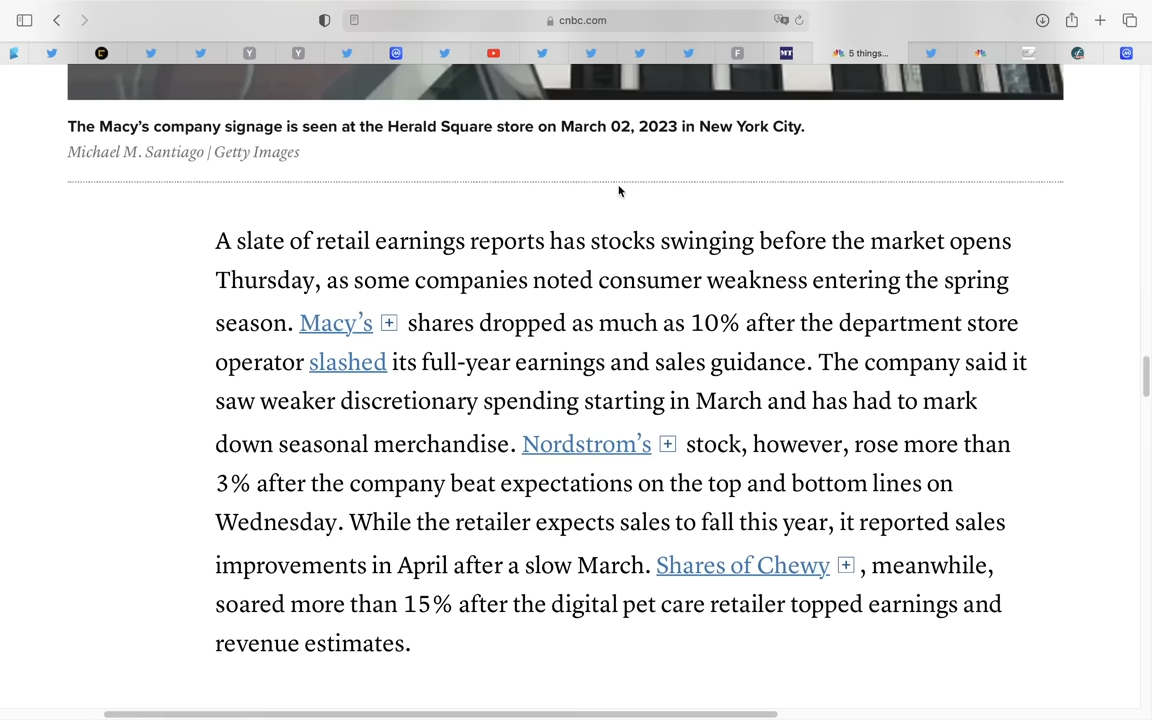 cnbc.com
Y
Y
F
MT
5 things...
The Macy's company signage is seen at the Herald Square store on March 02, 2023 in New York City.
Michael M. Santiago | Getty Images
A slate of retail earnings reports has stocks swinging before the market opens
Thursday, as some companies noted consumer weakness entering the spring
season. Macy's + shares dropped as much as 10% after the department store
operator slashed its full-year earnings and sales guidance. The company said it
saw weaker discretionary spending starting in March and has had to mark
down seasonal merchandise. Nordstrom's + stock, however, rose more than
3% after the company beat expectations on the top and bottom lines on
Wednesday. While the retailer expects sales to fall this year, it reported sales
improvements in April after a slow March. Shares of Chewy + , meanwhile,
soared more than 15% after the digital pet care retailer topped earnings and
revenue estimates.